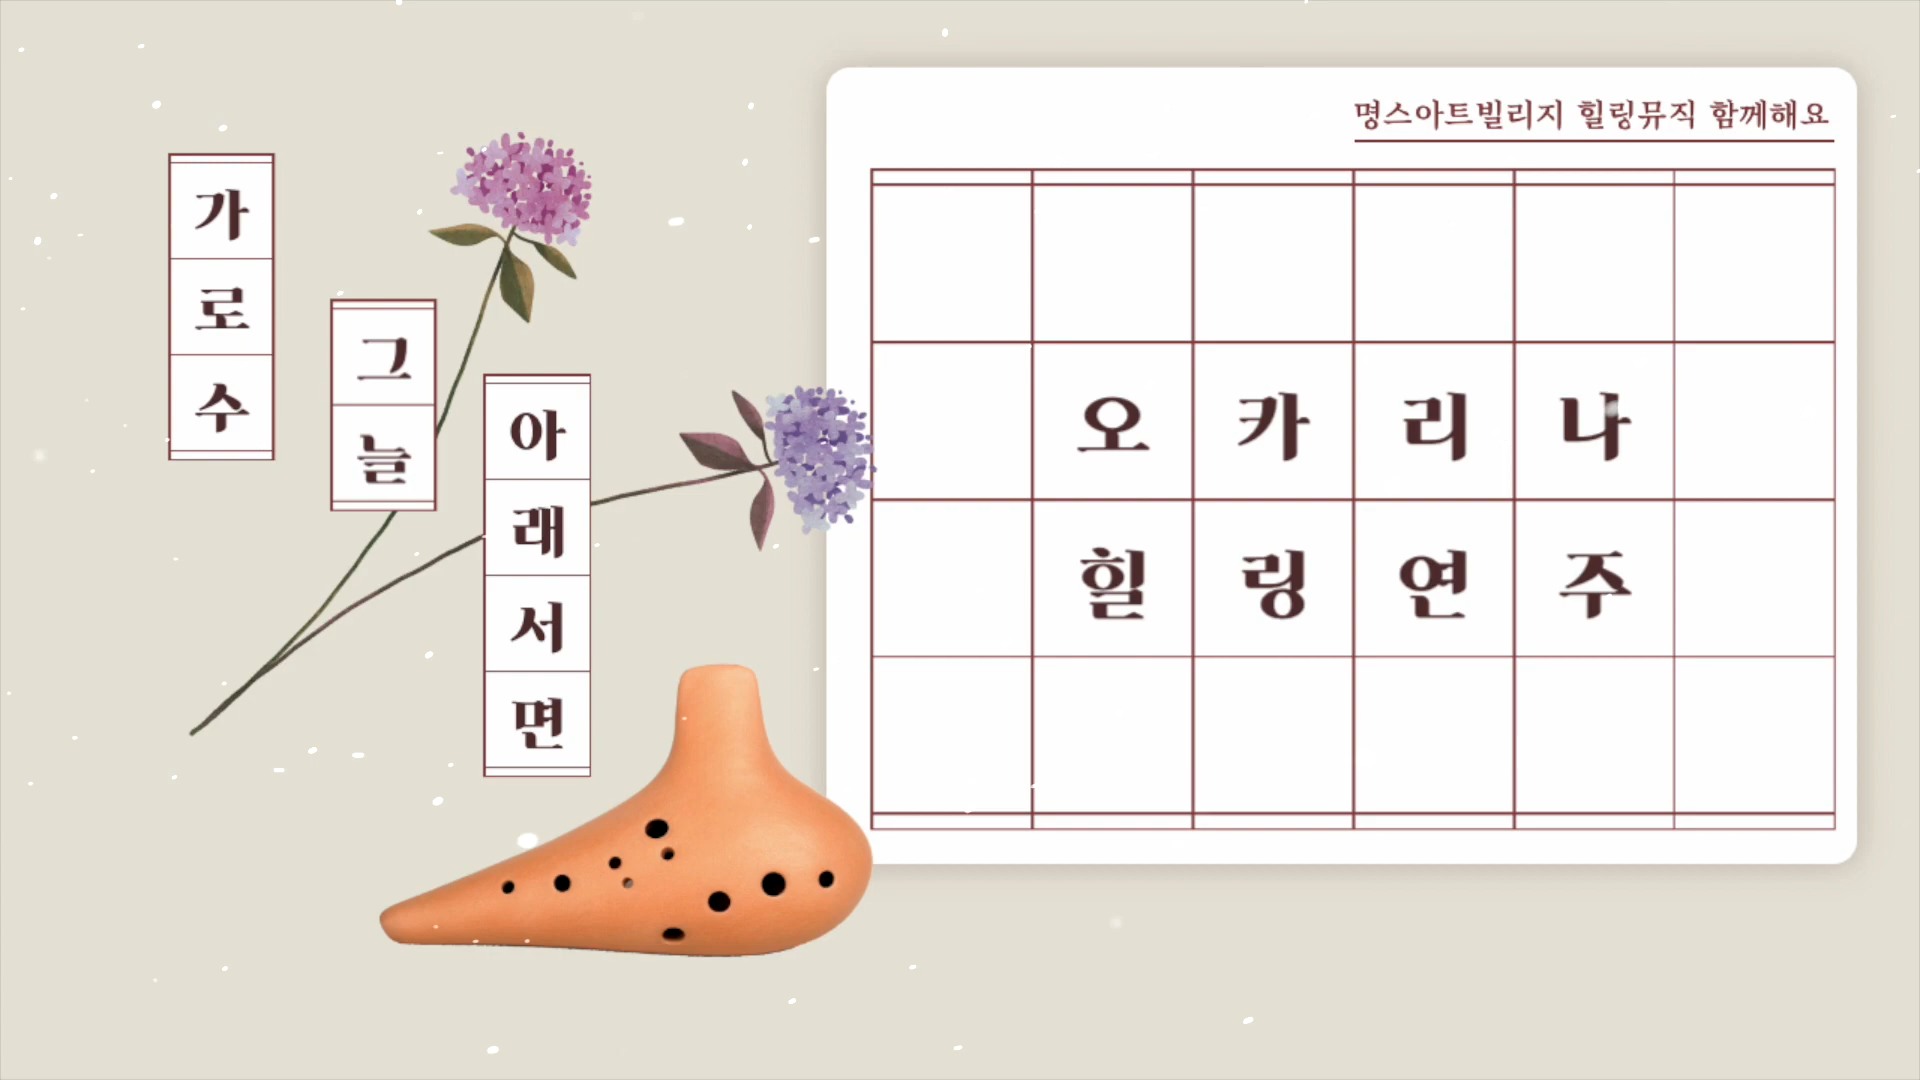 가로수
그늘
아래서면
명스아트빌리지 힐링뮤직 함께해요
오카리나
힐링연주